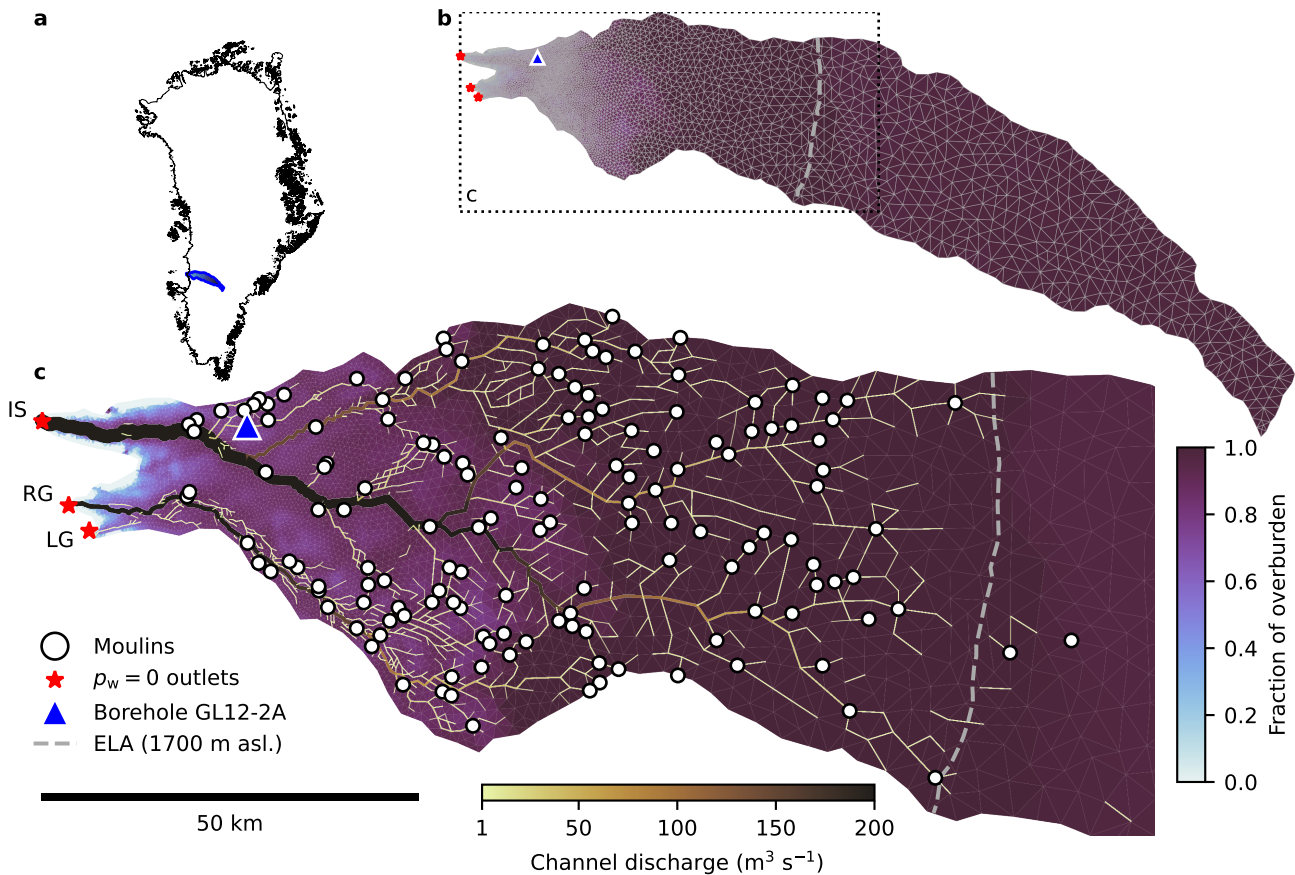 a
b
c
c
IS
RG
LG
Moulins
p_w = 0 outlets
Borehole GL12-2A
ELA (1700 m asl.)
50 km
1 50 100 150 200
Channel discharge (m³ s⁻¹)
1.0
0.8
0.6
0.4
0.2
0.0
Fraction of overburden